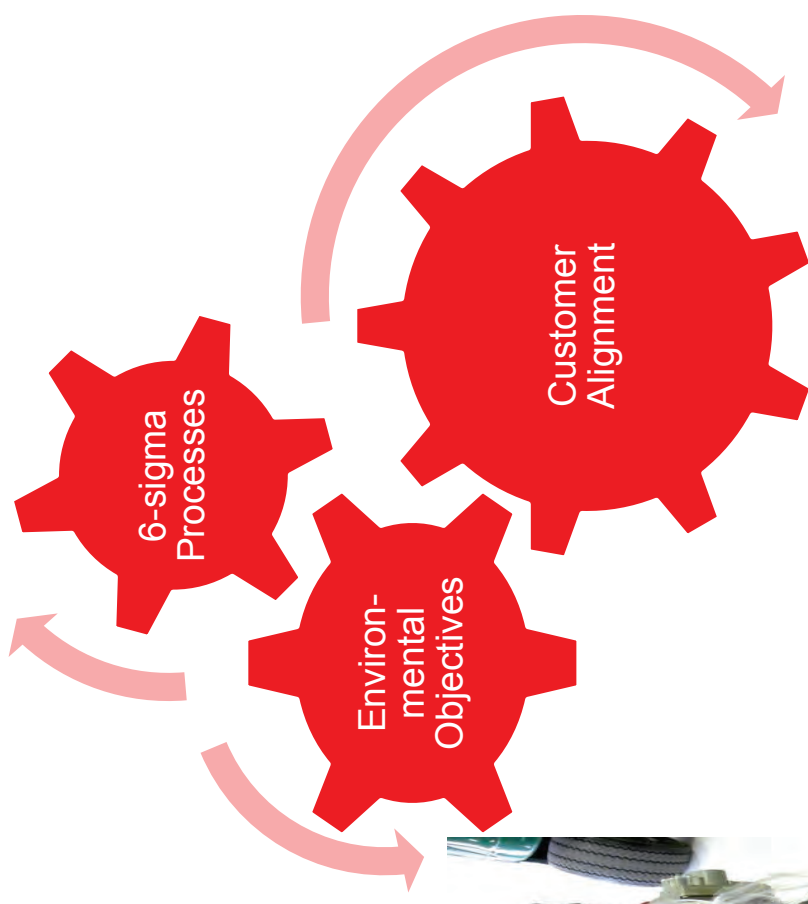 6-sigma
Processes
Environ-
mental
Objectives
Customer
Alignment